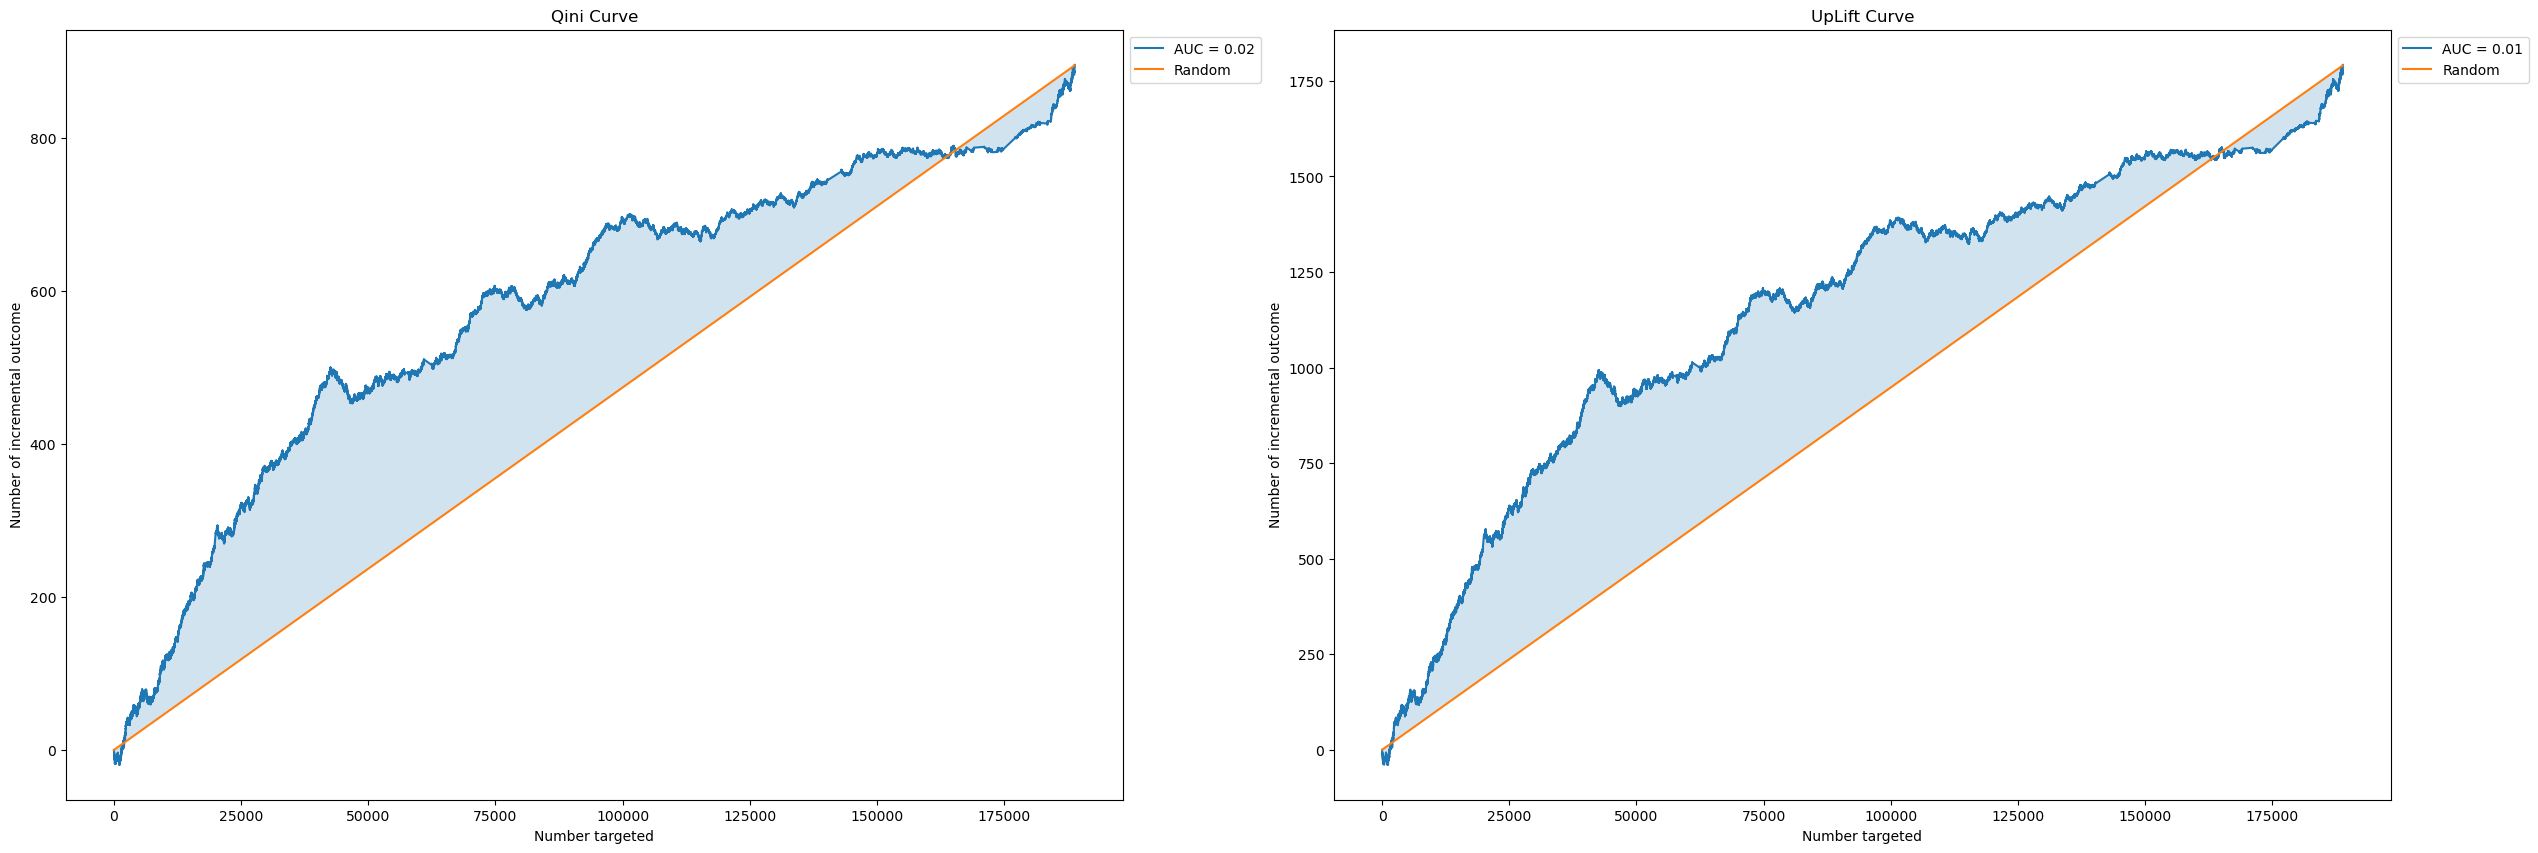 Qini Curve
AUC = 0.02
Random
Number of incremental outcome
800
600
400
200
0
0 25000 50000 75000 100000 125000 150000 175000
Number targeted
UpLift Curve
AUC = 0.01
Random
Number of incremental outcome
1750
1500
1250
1000
750
500
250
0
0 25000 50000 75000 100000 125000 150000 175000
Number targeted